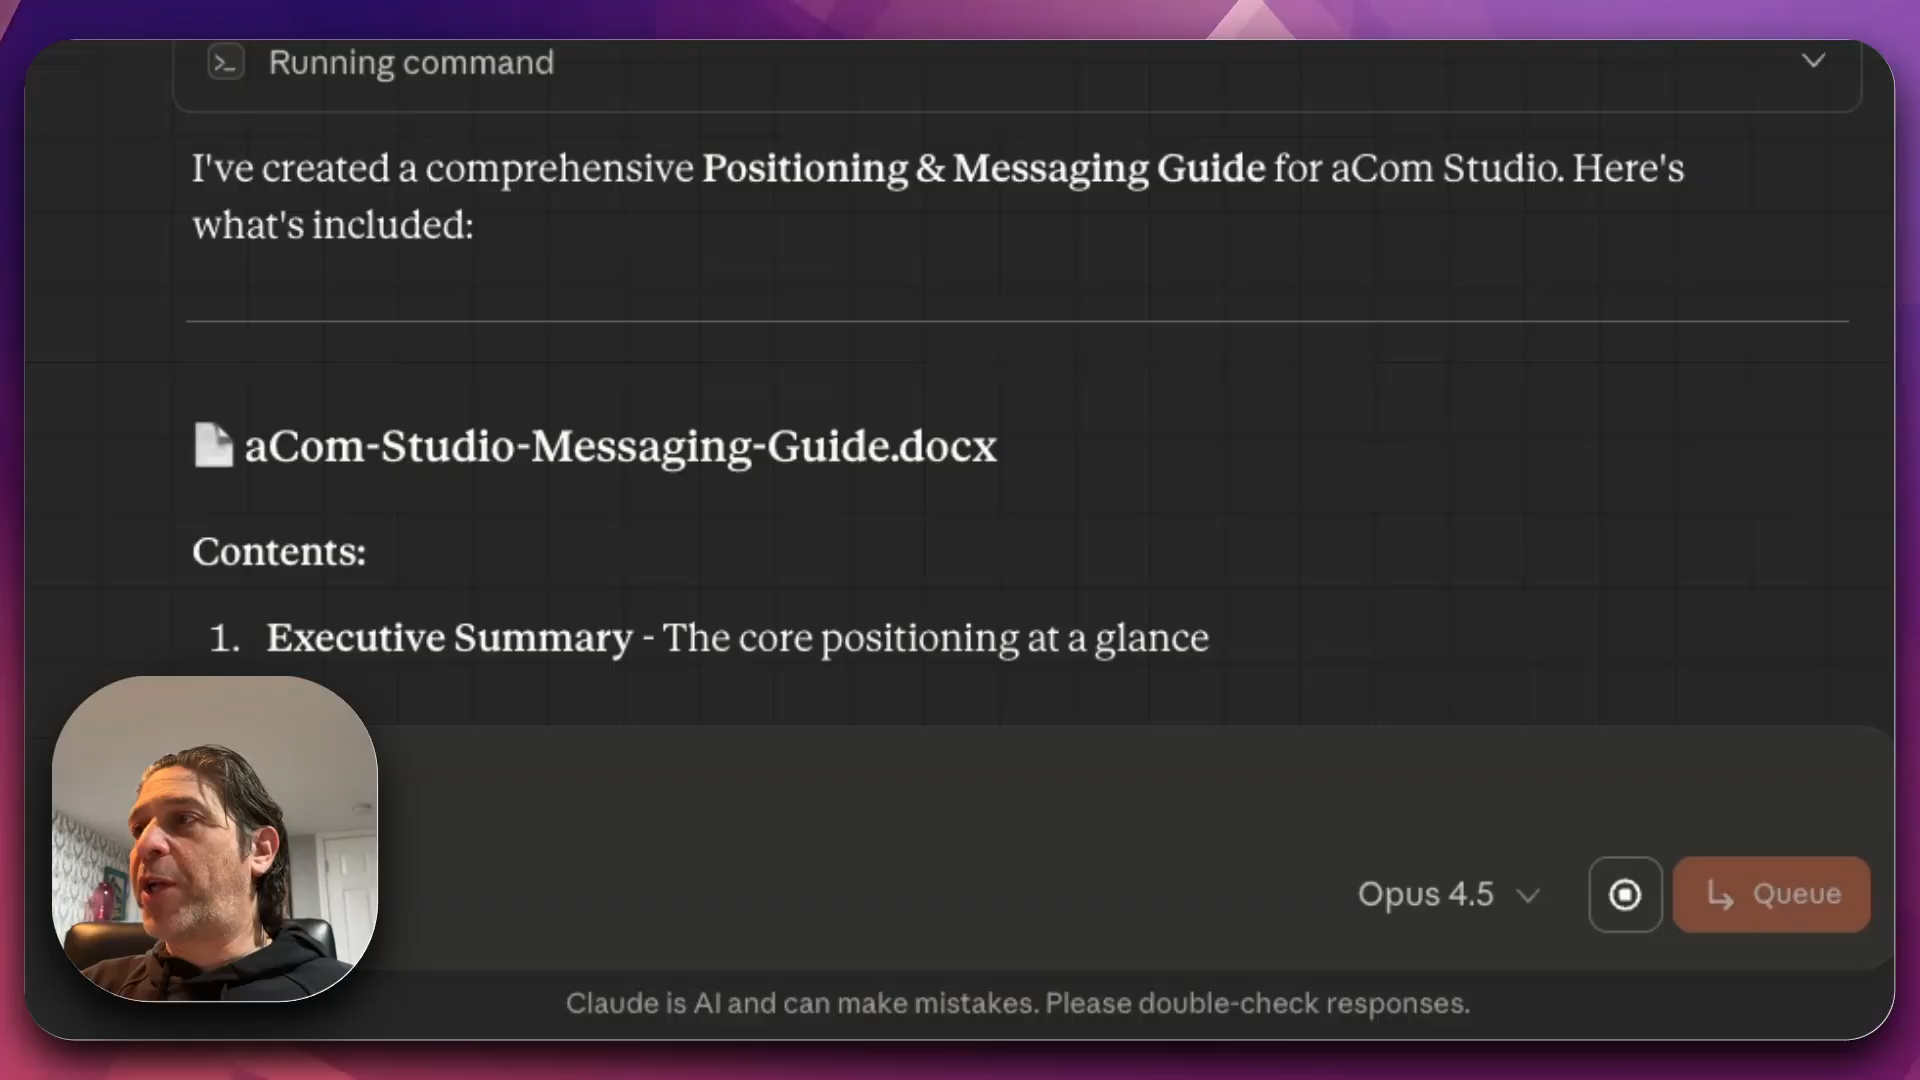 Running command
I've created a comprehensive Positioning & Messaging Guide for aCom Studio. Here's
what's included:
aCom-Studio-Messaging-Guide.docx
Contents:
1. Executive Summary - The core positioning at a glance
Opus 4.5
Queue
Claude is AI and can make mistakes. Please double-check responses.